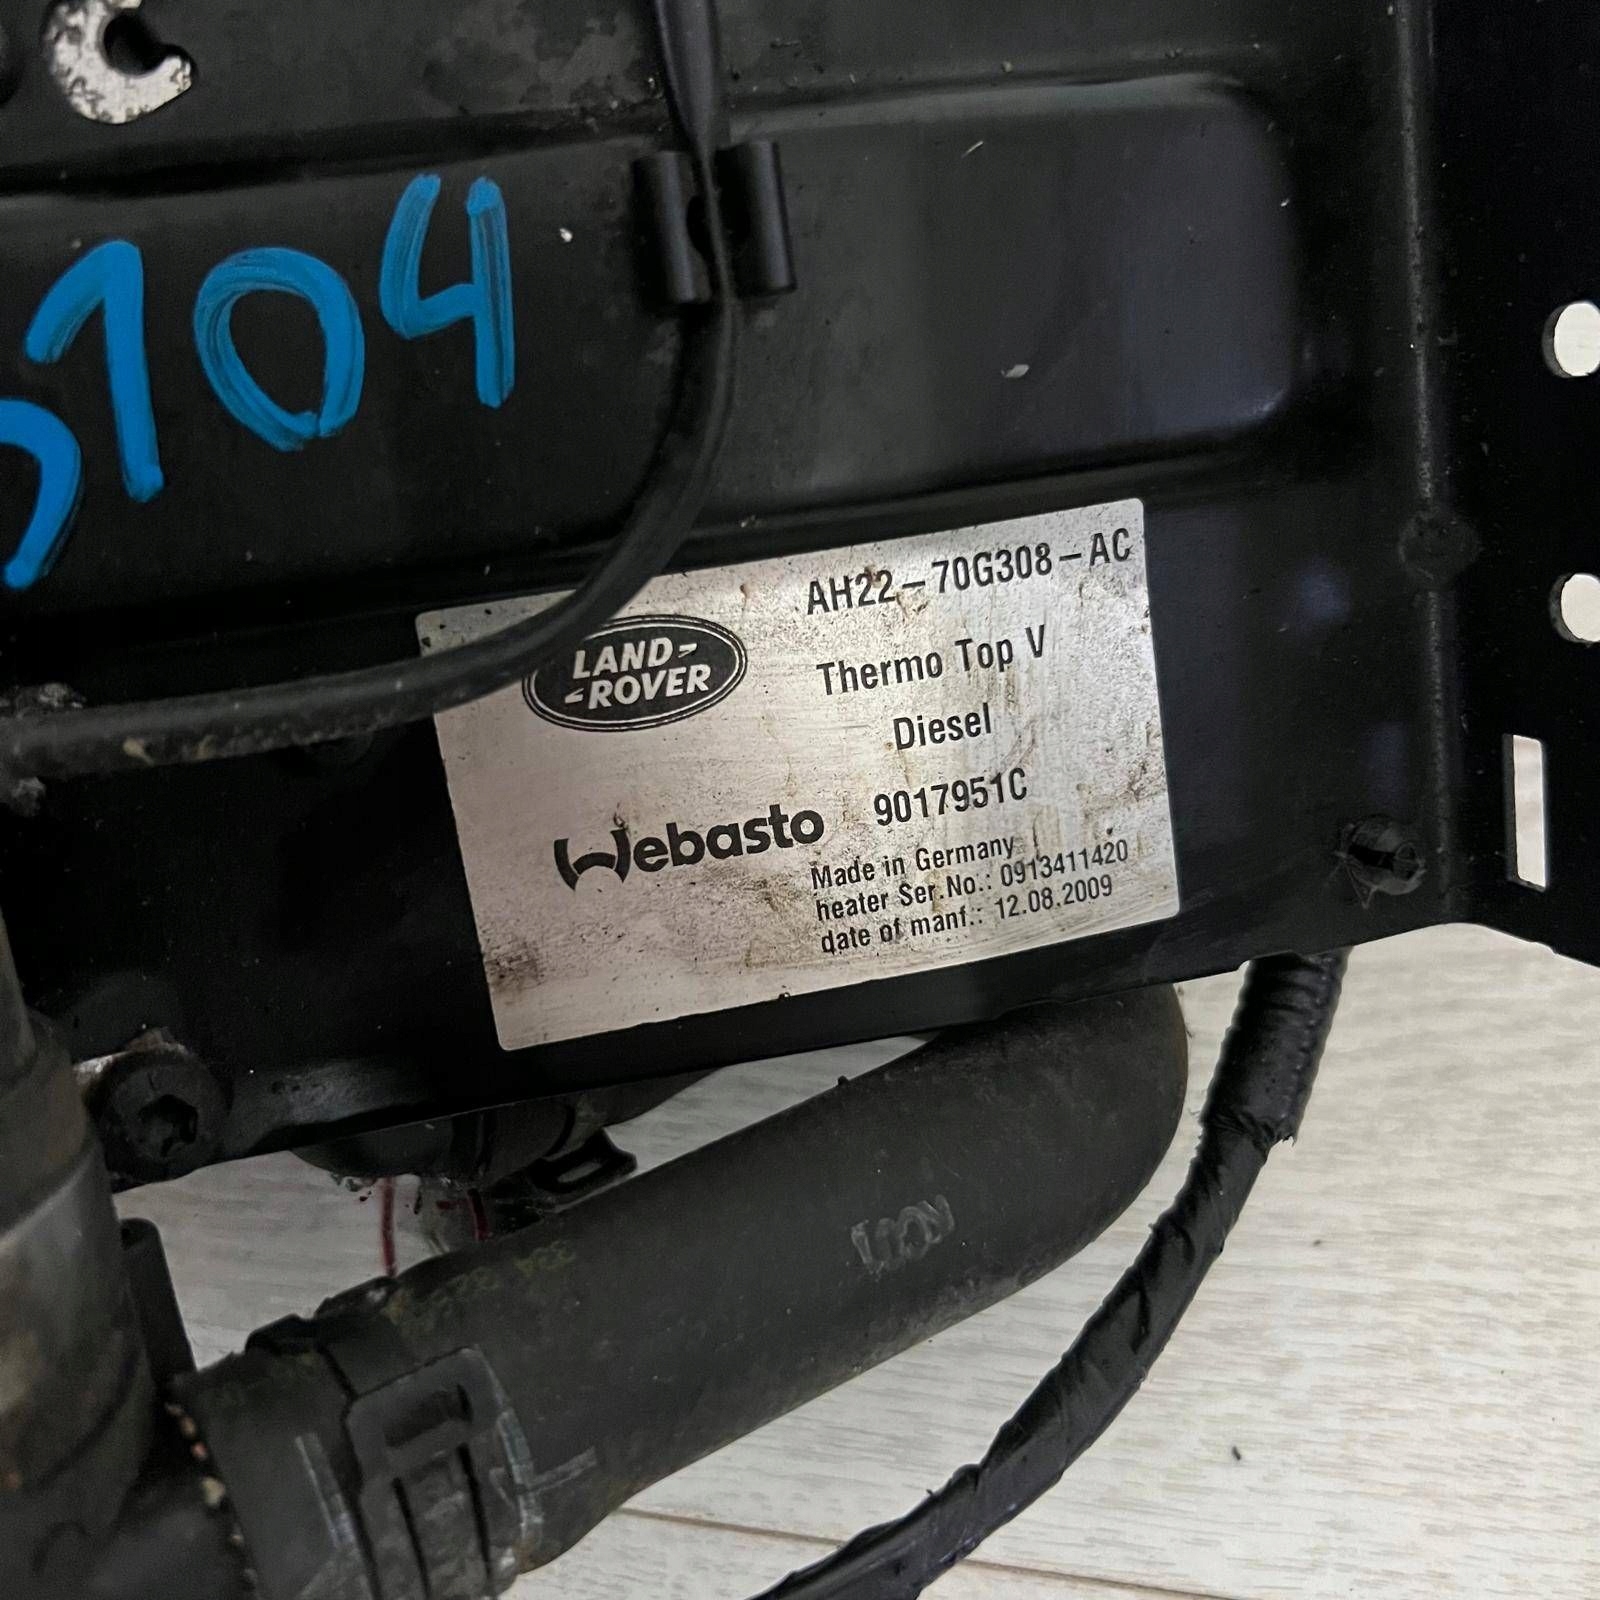 104
AH22-70G308-AC
LAND-
-ROVER
Thermo Top V
Diesel
Webasto
9017951C
Made in Germany
heater Ser.No.: 0913411420
date of manf.: 12.08.2009